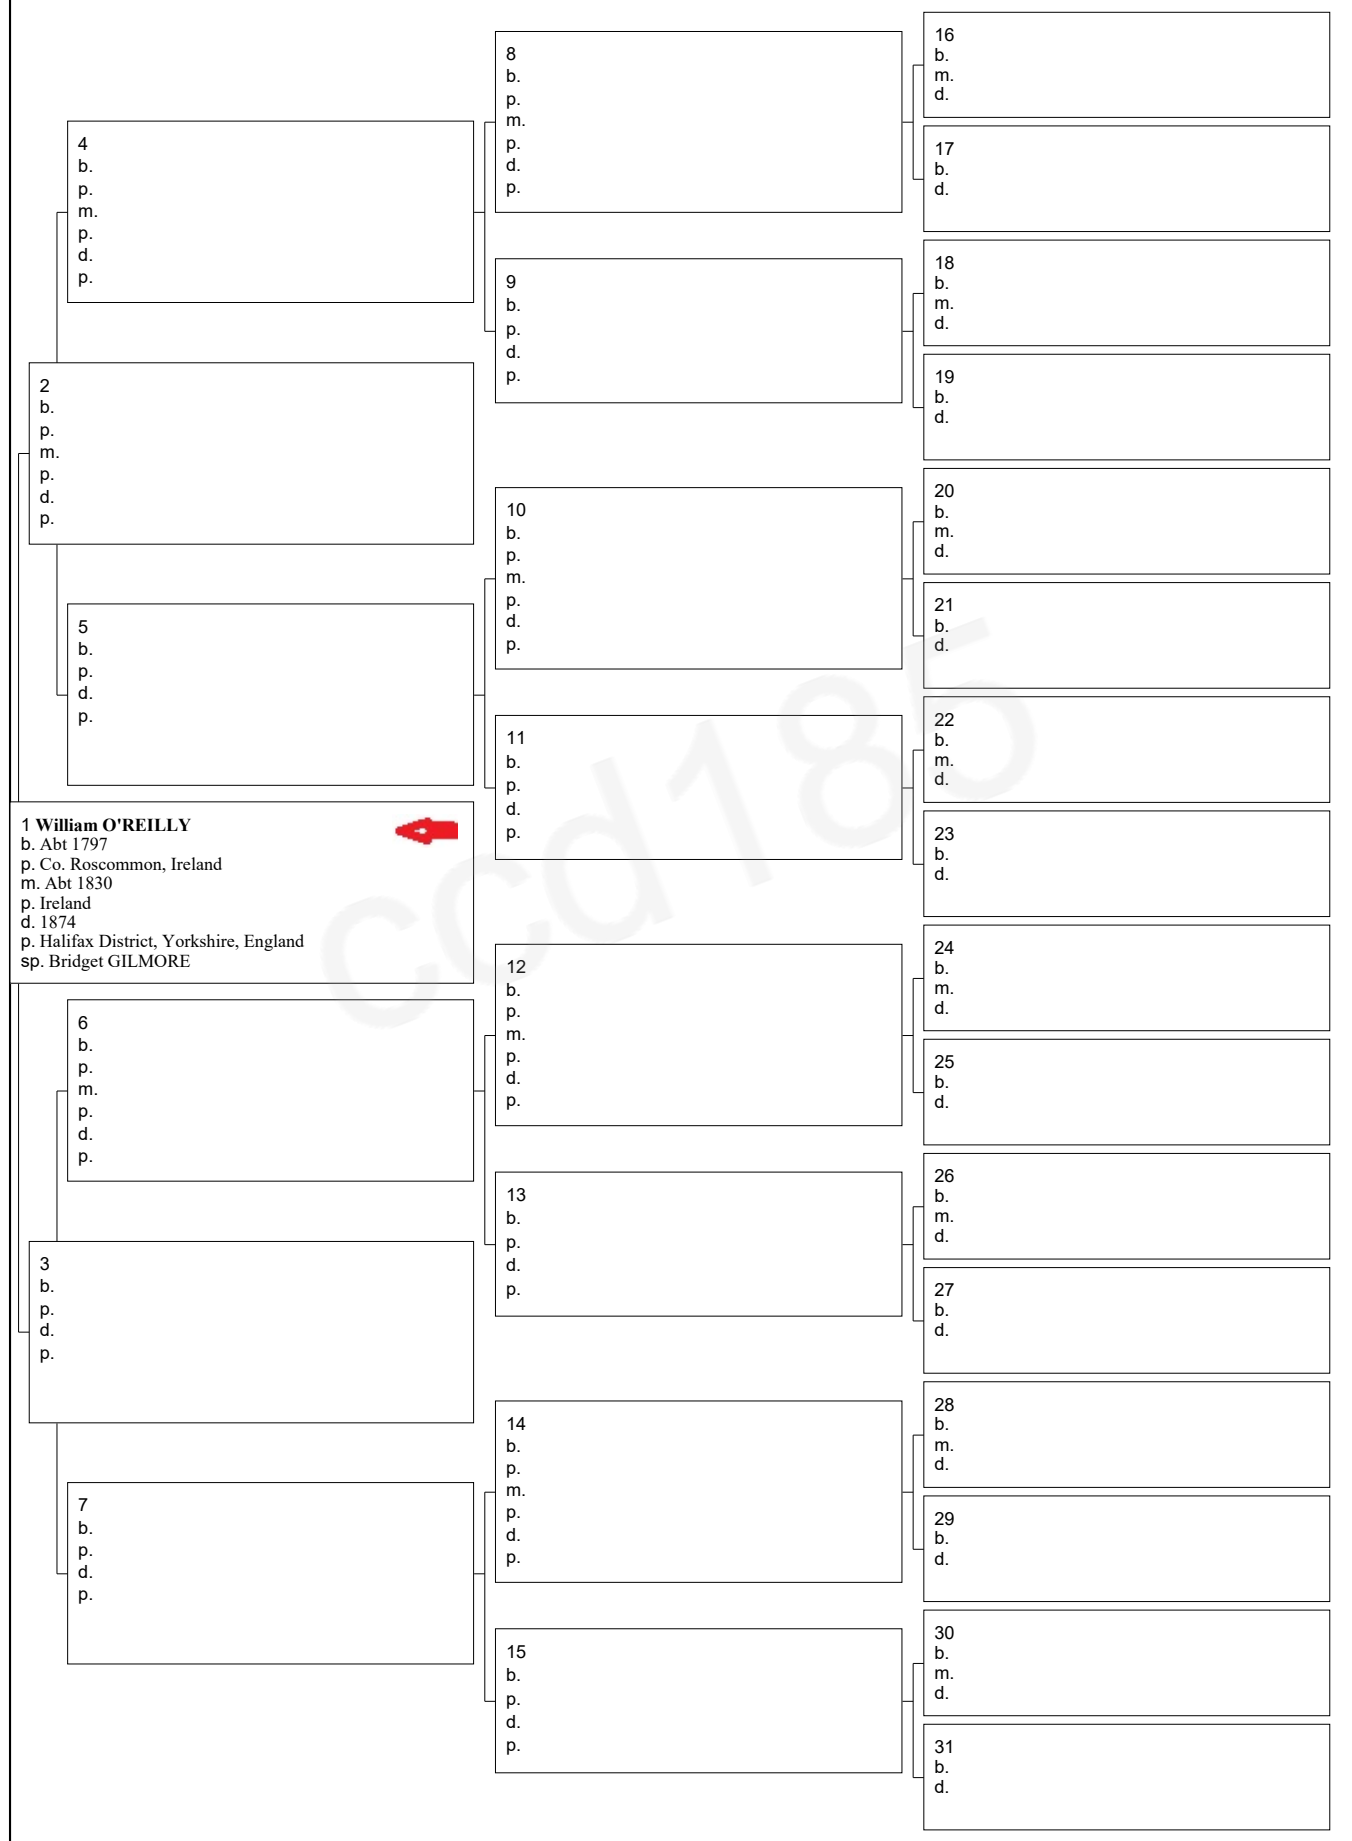 4
b.
p.
m.
p.
d.
p.
2
b.
p.
m.
p.
d.
p.
5
b.
p.
d.
p.
1 William O'REILLY
b. Abt 1797
p. Co. Roscommon, Ireland
m. Abt 1830
p. Ireland
d. 1874
p. Halifax District, Yorkshire, England
sp. Bridget GILMORE
6
b.
p.
m.
p.
d.
p.
3
b.
p.
d.
p.
7
b.
p.
d.
p.
8
b.
p.
m.
p.
d.
p.
9
b.
p.
d.
p.
10
b.
p.
m.
p.
d.
p.
11
b.
p.
d.
p.
12
b.
p.
m.
p.
d.
p.
13
b.
p.
d.
p.
14
b.
p.
m.
p.
d.
p.
15
b.
p.
d.
p.
16
b.
m.
d.
17
b.
d.
18
b.
m.
d.
19
b.
d.
20
b.
m.
d.
21
b.
d.
22
b.
m.
d.
23
b.
d.
24
b.
m.
d.
25
b.
d.
26
b.
m.
d.
27
b.
d.
28
b.
m.
d.
29
b.
d.
30
b.
m.
d.
31
b.
d.
ccd185